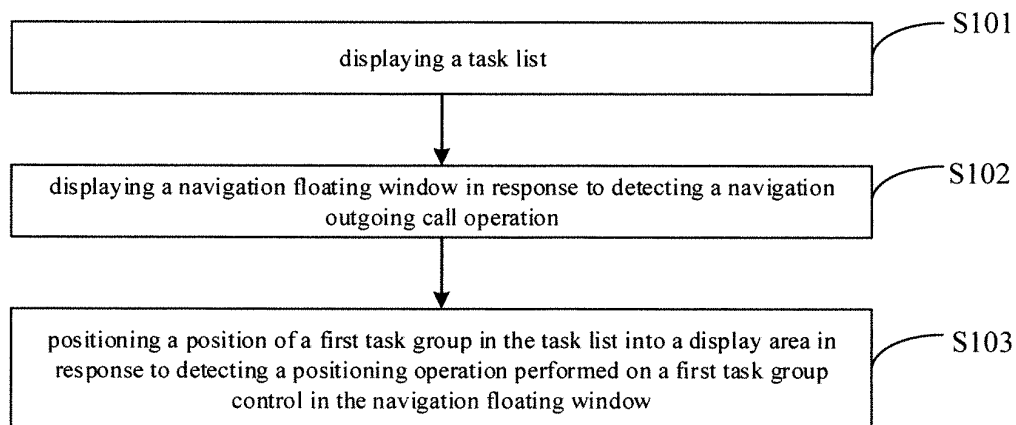 S101
displaying a task list
S102
displaying a navigation floating window in response to detecting a navigation
outgoing call operation
S103
positioning a position of a first task group in the task list into a display area in
response to detecting a positioning operation performed on a first task group
control in the navigation floating window